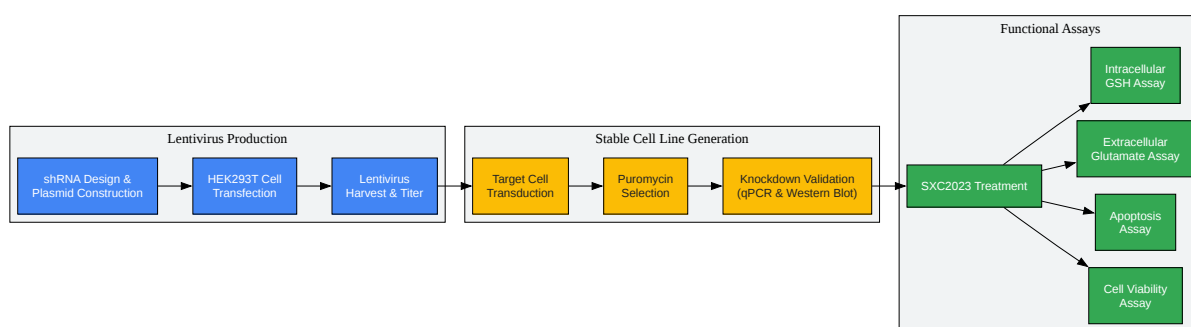 Lentivirus Production
shRNA Design &
Plasmid Construction
HEK293T Cell
Transfection
Lentivirus
Harvest & Titer
Stable Cell Line Generation
Target Cell
Transduction
Puromycin
Selection
Knockdown Validation
(qPCR & Western Blot)
Functional Assays
SXC2023 Treatment
Intracellular
GSH Assay
Extracellular
Glutamate Assay
Apoptosis
Assay
Cell Viability
Assay